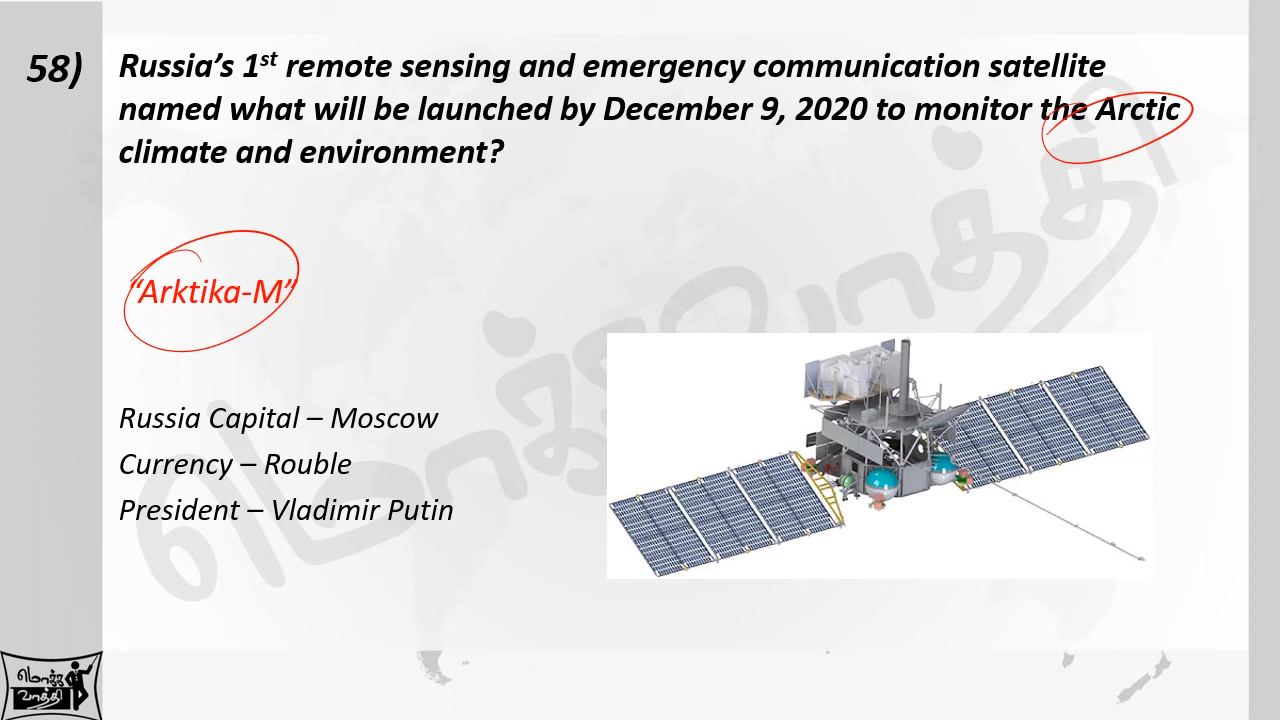 58)
Russia’s 1st remote sensing and emergency communication satellite
named what will be launched by December 9, 2020 to monitor the Arctic
climate and environment?
“Arktika-M”
Russia Capital – Moscow
Currency – Rouble
President – Vladimir Putin
மொக்க வாத்தி
மொக்க
வாத்தி